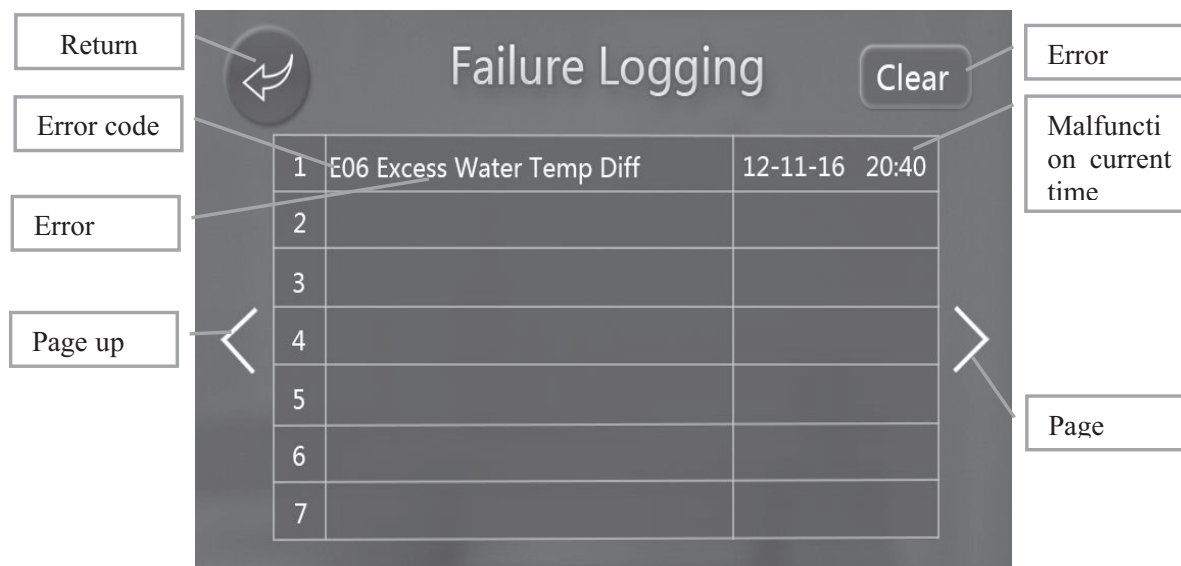 Return
Failure Logging
Clear
Error
Error code
Malfuncti
on current
time
1 E06 Excess Water Temp Diff 12-11-16 20:40
Error
2
3
Page up
4
5
Page
6
7